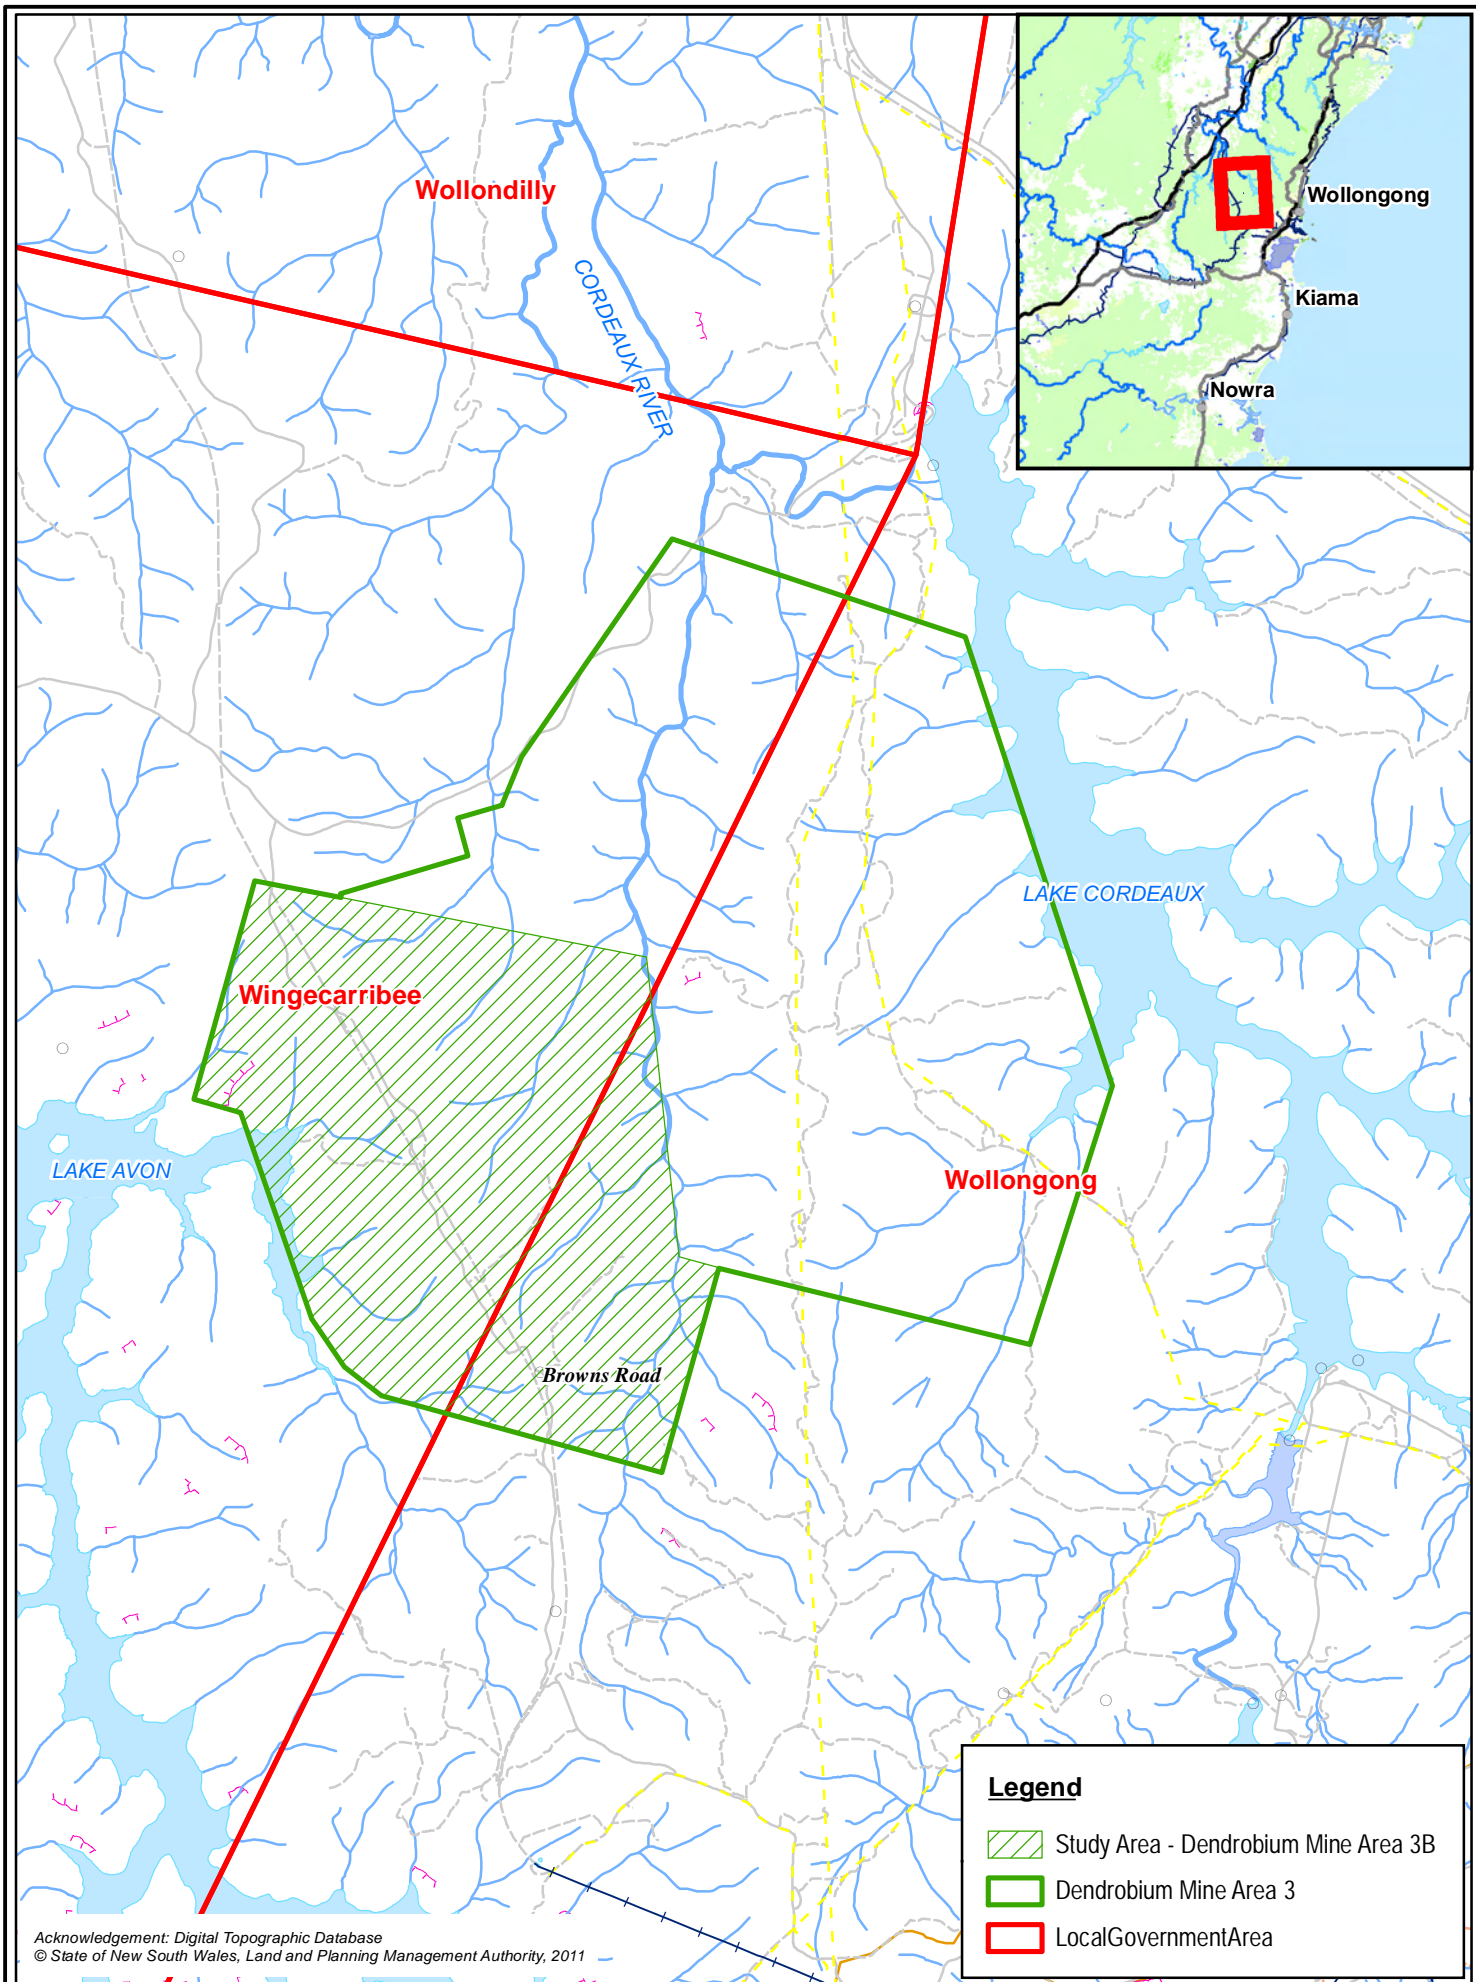 Wollondilly
CORDEAUX RIVER
Wollongong
Kiama
Nowra
LAKE CORDEAUX
Wingecarribee
LAKE AVON
Wollongong
Browns Road
Legend
Study Area - Dendrobium Mine Area 3B
Dendrobium Mine Area 3
LocalGovernmentArea
Acknowledgement: Digital Topographic Database
© State of New South Wales, Land and Planning Management Authority, 2011